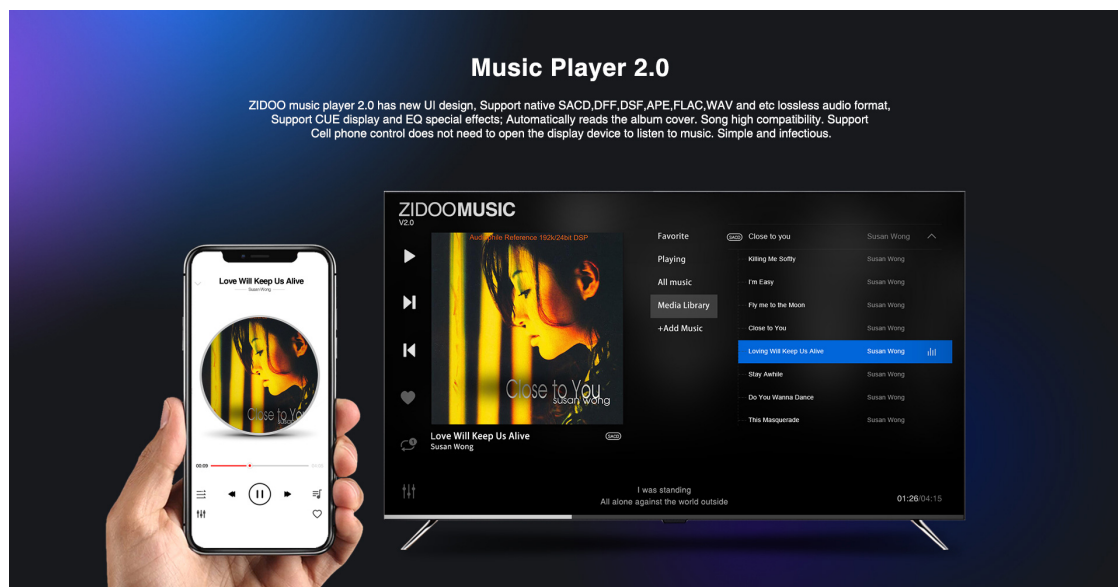 Music Player 2.0
ZIDOO music player 2.0 has new UI design, Support native SACD,DFF,DSF,APE,FLAC,WAV and etc lossless audio format,
Support CUE display and EQ special effects; Automatically reads the album cover. Song high compatibility. Support
Cell phone control does not need to open the display device to listen to music. Simple and infectious.
Love Will Keep Us Alive
Susan Wong
Close to You
00:09
ZIDOOMUSIC
V2.0
Audiophile Reference 192k/24bit DSP
Close to You
susan wong
Love Will Keep Us Alive
SACD
Susan Wong
Favorite
Playing
All music
Media Library
+Add Music
SACD Close to you Susan Wong
Killing Me Softly Susan Wong
I'm Easy Susan Wong
Fly me to the Moon Susan Wong
Close to You Susan Wong
Loving Will Keep Us Alive Susan Wong
Stay Awhile Susan Wong
Do You Wanna Dance Susan Wong
This Masquerade Susan Wong
I was standing
All alone against the world outside
01:26/04:15